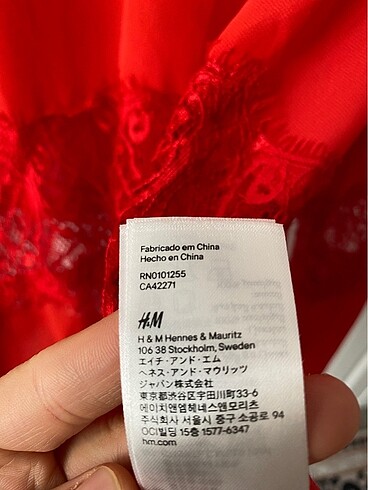 Fabricado em China
Hecho en China
RN0101255
CA42271
H&M
H & M Hennes & Mauritz
106 38 Stockholm, Sweden
エイチ・アンド・エム
ヘネス・アンド・マウリッツ
ジャパン株式会社
東京都渋谷区宇田川町33-6
에이치앤엠헤네스앤모리츠
주식회사 서울시 중구 소공로 94
OCI빌딩 15층 1577-6347
hm.com